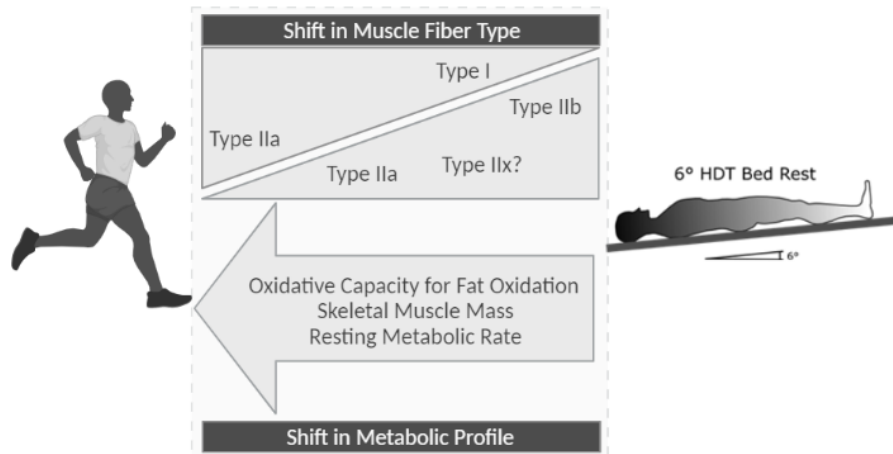 Shift in Muscle Fiber Type
Type I
Type IIb
Type IIa
Type IIa
Type IIx?
6° HDT Bed Rest
6°
Oxidative Capacity for Fat Oxidation
Skeletal Muscle Mass
Resting Metabolic Rate
Shift in Metabolic Profile